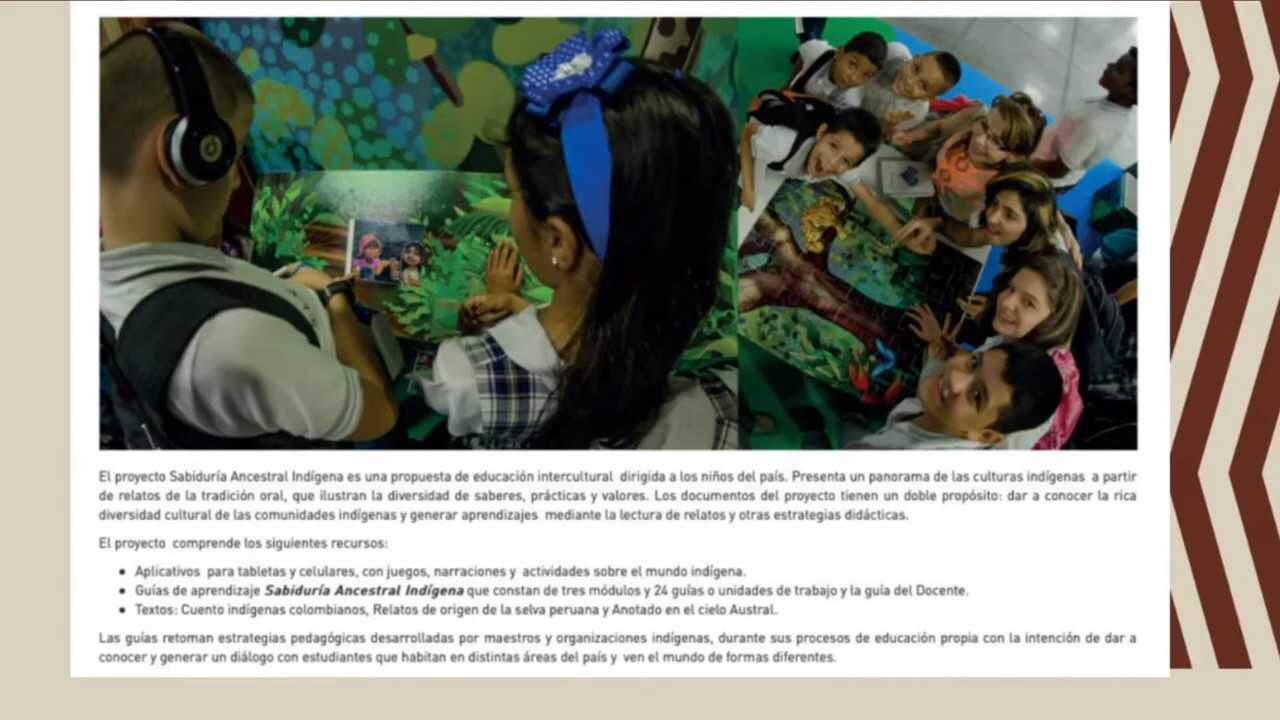 El proyecto Sabiduría Ancestral Indígena es una propuesta de educación intercultural dirigida a los niños del país. Presenta un panorama de las culturas indígenas a partir
de relatos de la tradición oral, que ilustran la diversidad de saberes, prácticas y valores. Los documentos del proyecto tienen un doble propósito: dar a conocer la rica
diversidad cultural de las comunidades indígenas y generar aprendizajes mediante la lectura de relatos y otras estrategias didácticas.
El proyecto comprende los siguientes recursos:
• Aplicativos para tabletas y celulares, con juegos, narraciones y actividades sobre el mundo indígena.
• Guías de aprendizaje Sabiduría Ancestral Indígena que constan de tres módulos y 24 guías o unidades de trabajo y la guía del Docente.
• Textos: Cuento indígenas colombianos, Relatos de origen de la selva peruana y Anotado en el cielo Austral.
Las guías retoman estrategias pedagógicas desarrolladas por maestros y organizaciones indígenas, durante sus procesos de educación propia con la intención de dar a
conocer y generar un diálogo con estudiantes que habitan en distintas áreas del país y ven el mundo de formas diferentes.